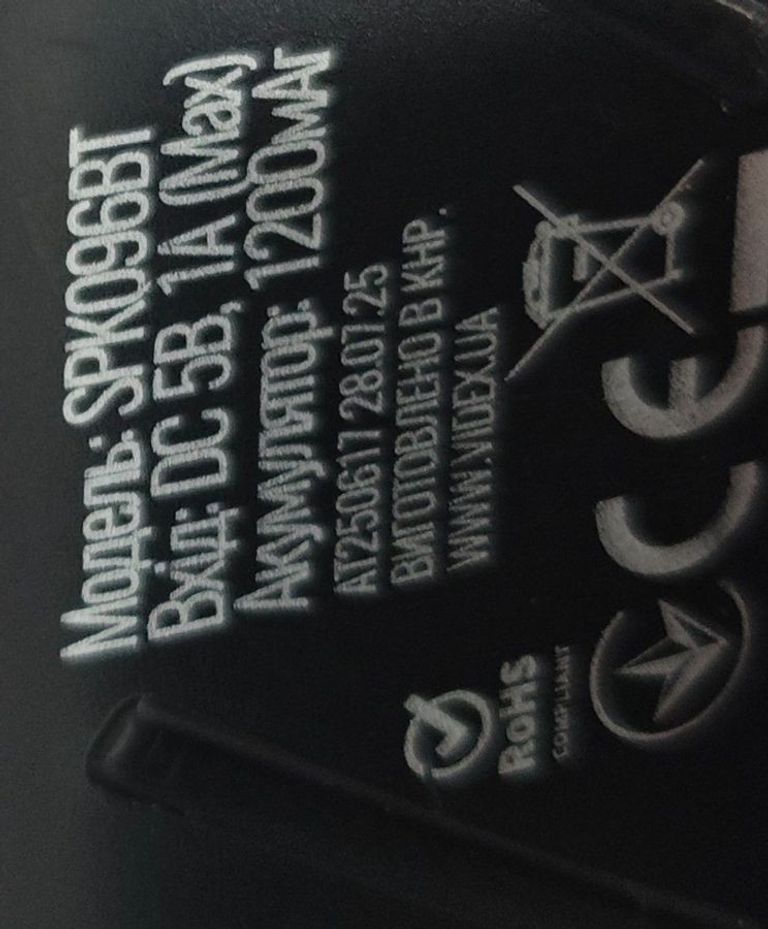 Модель: SPK096BT
Вхід: DC 5В, 1А (Max)
Акумулятор: 1200мАг
AT250617 28.07.25
ВИГОТОВЛЕНО В КНР.
WWW.VIDEX.UA
RoHS
COMPLIANT
CE